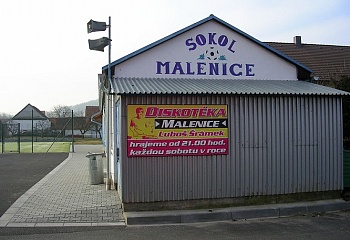 SOKOL
MALENICE
DISKOTÉKA
MALENICE
Luboš Šrámek
hrajeme od 21.00 hod.
každou sobotu v roce